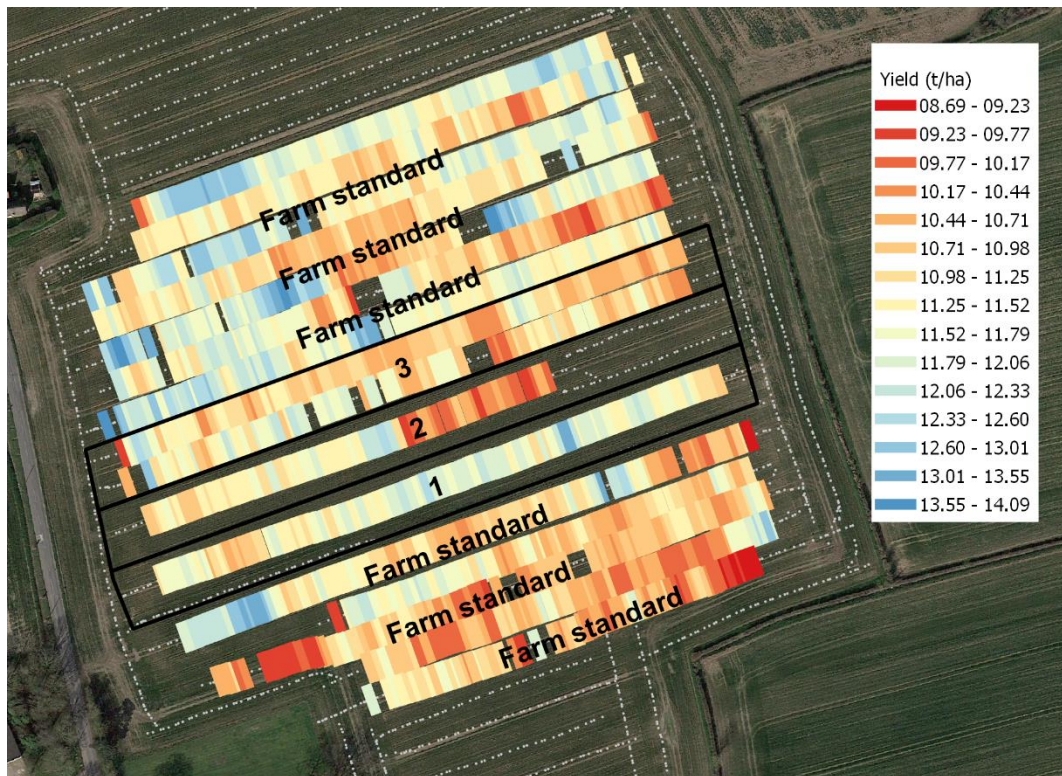 Yield (t/ha)
08.69 - 09.23
09.23 - 09.77
09.77 - 10.17
10.17 - 10.44
10.44 - 10.71
10.71 - 10.98
10.98 - 11.25
11.25 - 11.52
11.52 - 11.79
11.79 - 12.06
12.06 - 12.33
12.33 - 12.60
12.60 - 13.01
13.01 - 13.55
13.55 - 14.09
Farm standard
Farm standard
Farm standard
3
2
1
Farm standard
Farm standard
Farm standard